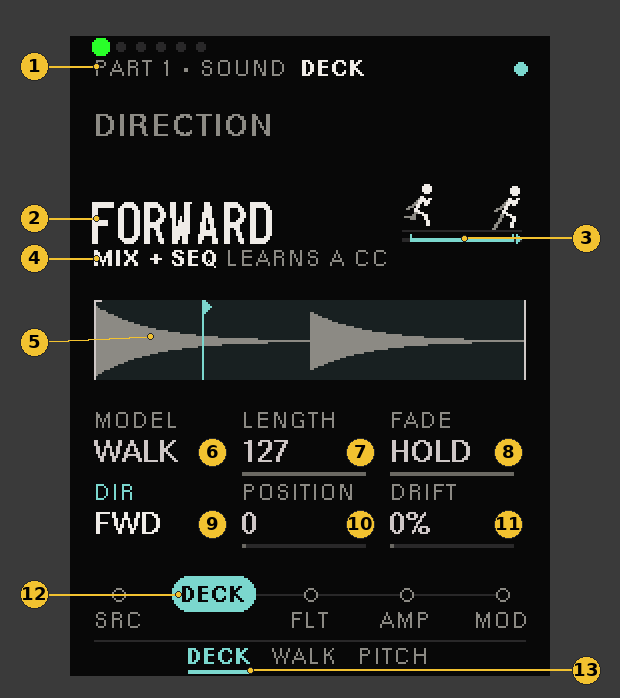 1 PART 1 · SOUND DECK
DIRECTION
2 FORWARD
3
4 MIX + SEQ LEARNS A CC
5
MODEL LENGTH FADE
WALK 6 127 7 HOLD 8
DIR POSITION DRIFT
FWD 9 0 10 0% 11
12 DECK
SRC FLT AMP MOD
DECK WALK PITCH
13